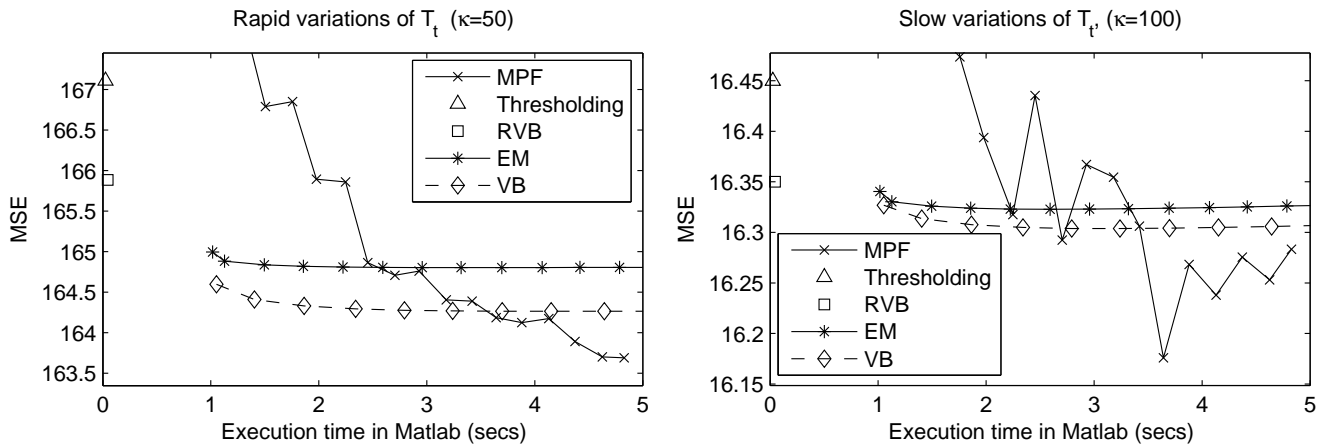 Rapid variations of T_t (κ=50)
MSE
167
166.5
166
165.5
165
164.5
164
163.5
0 1 2 3 4 5
Execution time in Matlab (secs)
MPF
Thresholding
RVB
EM
VB
Slow variations of T_t, (κ=100)
MSE
16.45
16.4
16.35
16.3
16.25
16.2
16.15
0 1 2 3 4 5
Execution time in Matlab (secs)
MPF
Thresholding
RVB
EM
VB